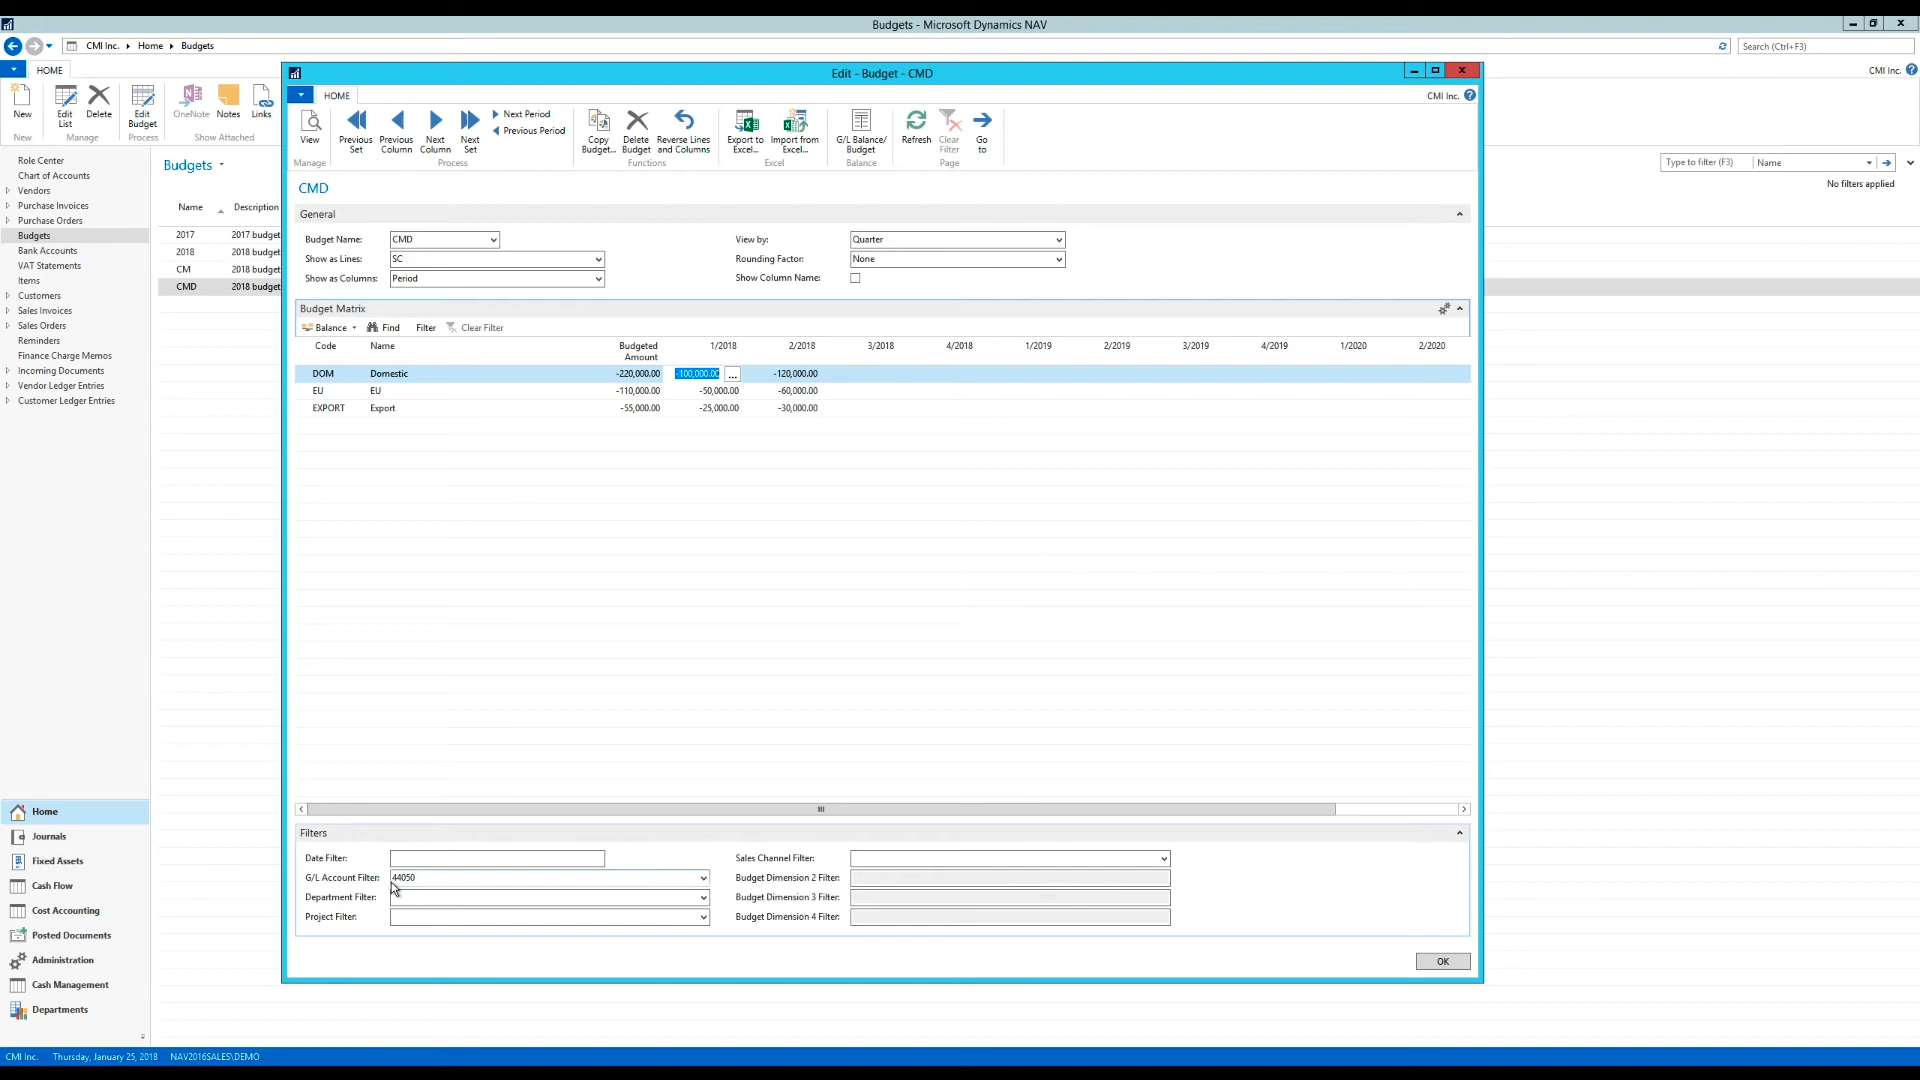 Budgets - Microsoft Dynamics NAV
CMI Inc. Home Budgets
Search (Ctrl+F3)
HOME
CMI Inc.
New
Edit List
Delete
Edit Budget
OneNote
Notes
Links
New
Manage
Process
Show Attached
Role Center
Chart of Accounts
Vendors
Purchase Invoices
Purchase Orders
Budgets
Bank Accounts
VAT Statements
Items
Customers
Sales Invoices
Sales Orders
Reminders
Finance Charge Memos
Incoming Documents
Vendor Ledger Entries
Customer Ledger Entries
Home
Journals
Fixed Assets
Cash Flow
Cost Accounting
Posted Documents
Administration
Cash Management
Departments
Budgets
Type to filter (F3)
Name
No filters applied
Name Description
2017 2017 budget
2018 2018 budget
CM 2018 budget
CMD 2018 budget
Edit - Budget - CMD
HOME
CMI Inc.
View
Previous Set
Previous Column
Next Column
Next Set
Next Period
Previous Period
Copy Budget...
Delete Budget
Reverse Lines and Columns
Export to Excel...
Import from Excel...
G/L Balance/ Budget
Refresh
Clear Filter
Go to
Manage
Process
Functions
Excel
Balance
Page
CMD
General
Budget Name: CMD
View by: Quarter
Show as Lines: SC
Rounding Factor: None
Show as Columns: Period
Show Column Name:
Budget Matrix
Balance Find Filter Clear Filter
Code Name Budgeted Amount 1/2018 2/2018 3/2018 4/2018 1/2019 2/2019 3/2019 4/2019 1/2020 2/2020
DOM Domestic -220,000.00 -100,000.00 ... -120,000.00
EU EU -110,000.00 -50,000.00 -60,000.00
EXPORT Export -55,000.00 -25,000.00 -30,000.00
Filters
Date Filter:
Sales Channel Filter:
G/L Account Filter: 44050
Budget Dimension 2 Filter:
Department Filter:
Budget Dimension 3 Filter:
Project Filter:
Budget Dimension 4 Filter:
OK
CMI Inc. Thursday, January 25, 2018 NAV2016SALES\DEMO